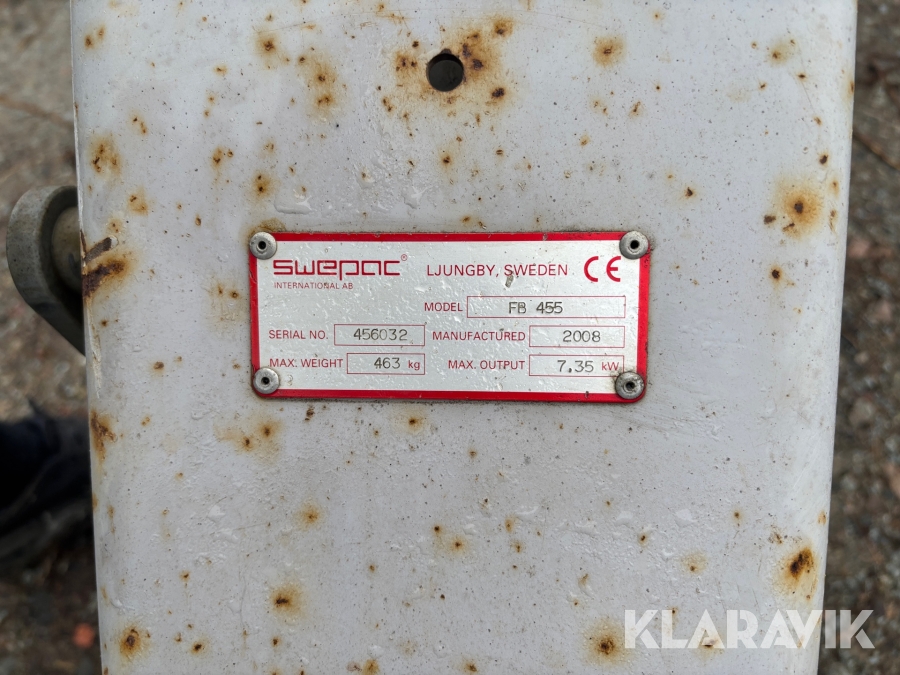 swepac® LJUNGBY, SWEDEN CE
INTERNATIONAL AB
MODEL FB 455
SERIAL NO. 456032 MANUFACTURED 2008
MAX. WEIGHT 463 kg MAX. OUTPUT 7.35 kW
KLARAVIK